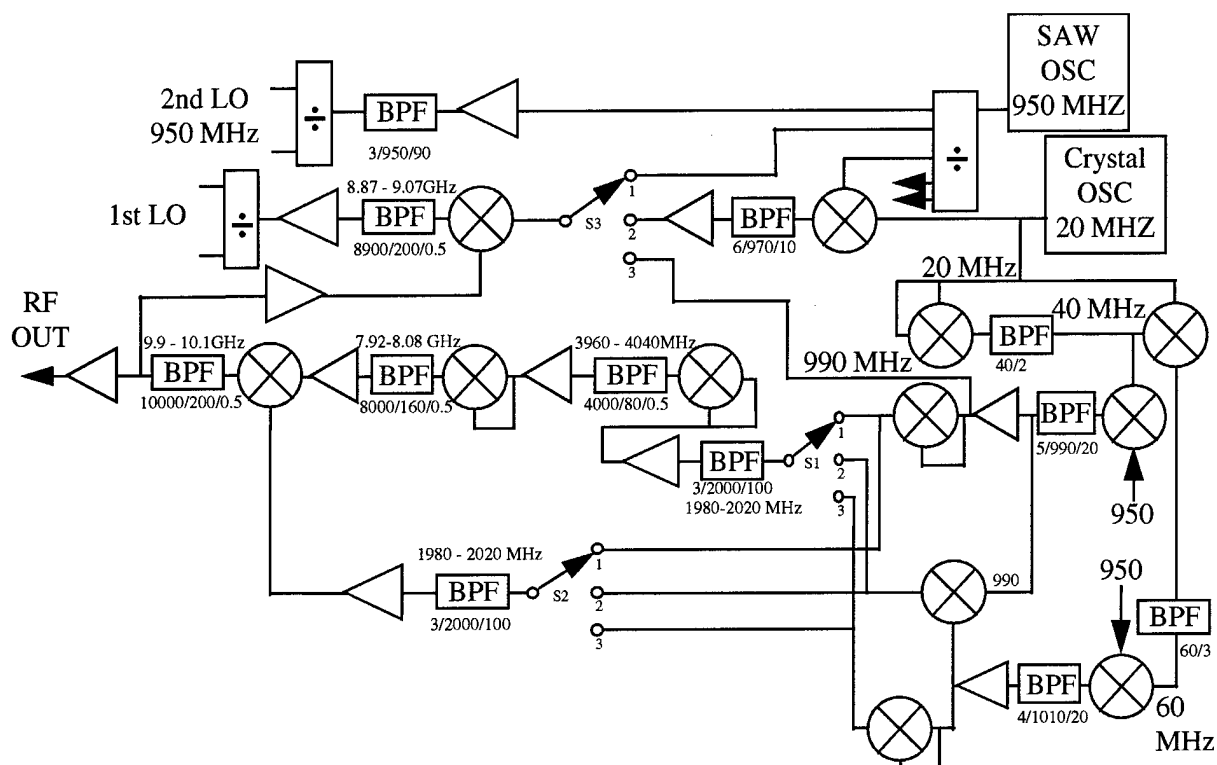 SAW
OSC
950 MHZ
2nd LO
950 MHz
÷
BPF
3/950/90
÷
Crystal
OSC
20 MHZ
1st LO
÷
8.87 - 9.07GHz
BPF
8900/200/0.5
1
2
3
S3
BPF
6/970/10
20 MHz
40 MHz
BPF
40/2
RF
OUT
9.9 - 10.1GHz
BPF
10000/200/0.5
7.92-8.08 GHz
BPF
8000/160/0.5
3960 - 4040MHz
BPF
4000/80/0.5
990 MHz
BPF
5/990/20
950
BPF
3/2000/100
1980-2020 MHz
S1
1
2
3
1980 - 2020 MHz
BPF
3/2000/100
S2
1
2
3
990
950
BPF
60/3
BPF
4/1010/20
60
MHz